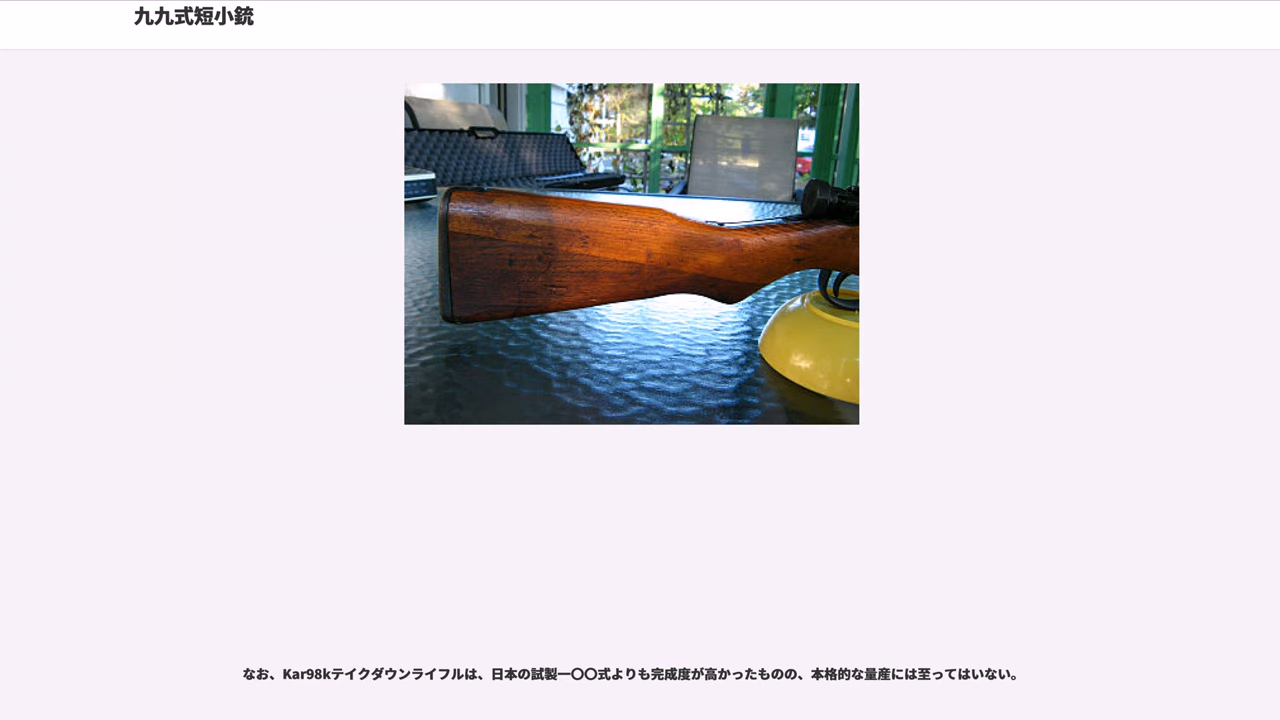 九九式短小銃
なお、Kar98kテイクダウンライフルは、日本の試製一〇〇式よりも完成度が高かったものの、本格的な量産には至ってはいない。